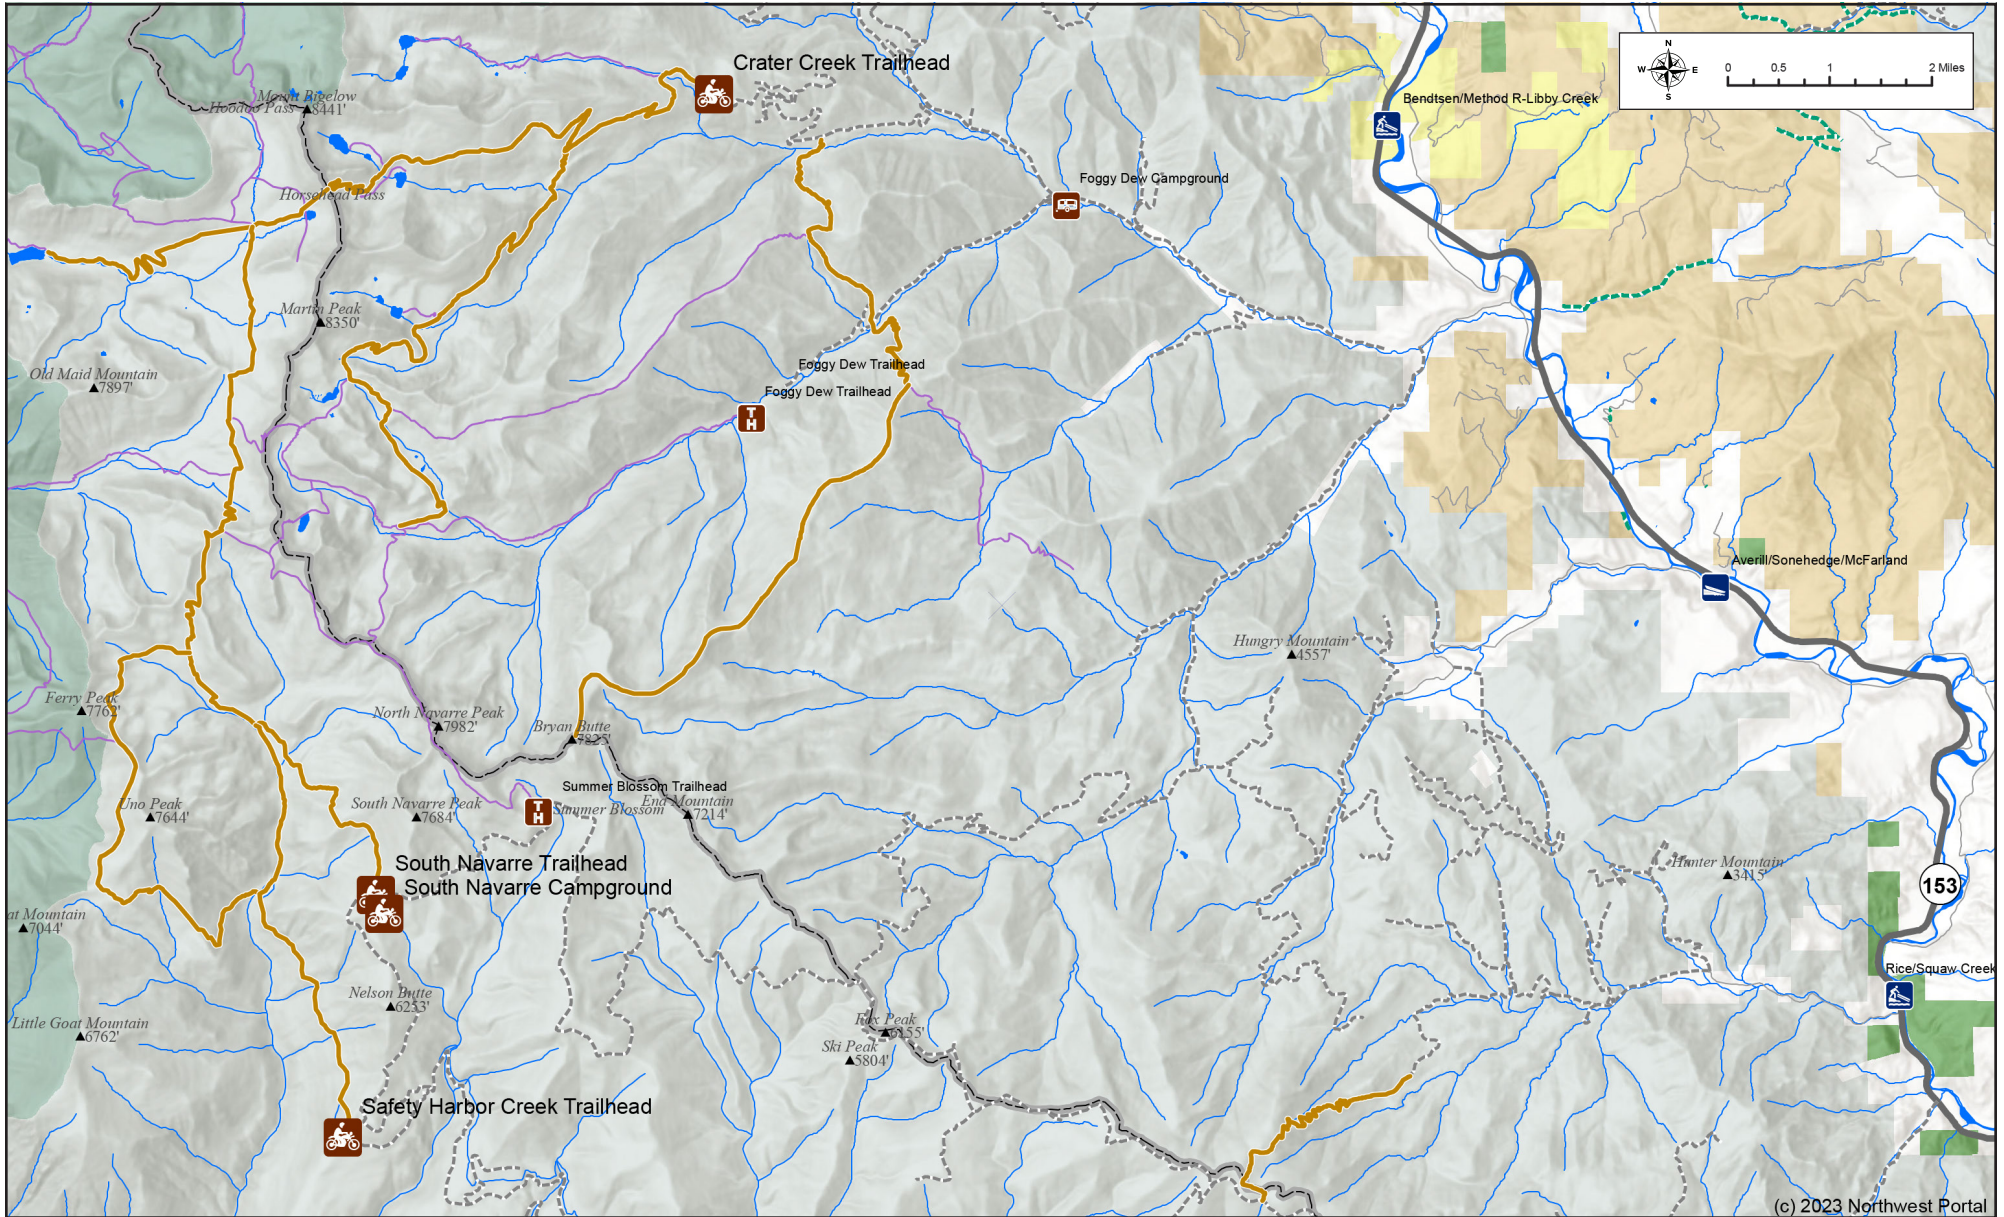 Crater Creek Trailhead
N
W E
S
0 0.5 1 2 Miles
Mount Bigelow
Hoodoo Pass
8441'
Bendtsen/Method R-Libby Creek
Horsehead Pass
Foggy Dew Campground
Martin Peak
8350'
Old Maid Mountain
7897'
Foggy Dew Trailhead
Foggy Dew Trailhead
T
H
Averill/Sonehedge/McFarland
Hungry Mountain
4557'
Ferry Peak
7762'
North Navarre Peak
7982'
Bryan Butte
7825'
Summer Blossom Trailhead
T
H
Summer Blossom
End Mountain
7214'
Uno Peak
7644'
South Navarre Peak
7684'
South Navarre Trailhead
South Navarre Campground
Hunter Mountain
3415'
153
at Mountain
7044'
Rice/Squaw Creek
Nelson Butte
6253'
Little Goat Mountain
6762'
Fox Peak
6155'
Ski Peak
5804'
Safety Harbor Creek Trailhead
(c) 2023 Northwest Portal